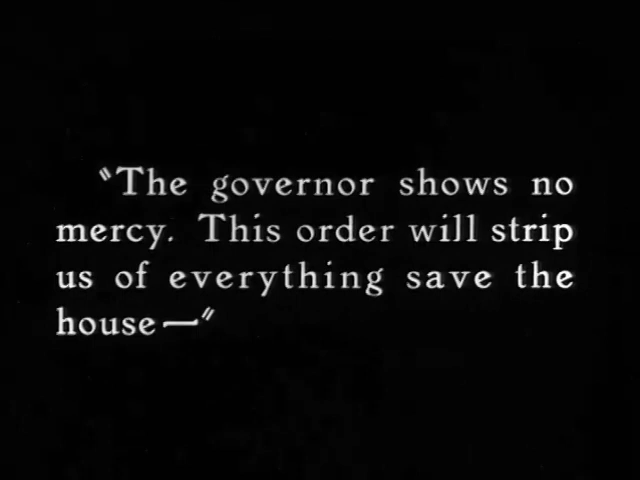 "The governor shows no
mercy. This order will strip
us of everything save the
house—"